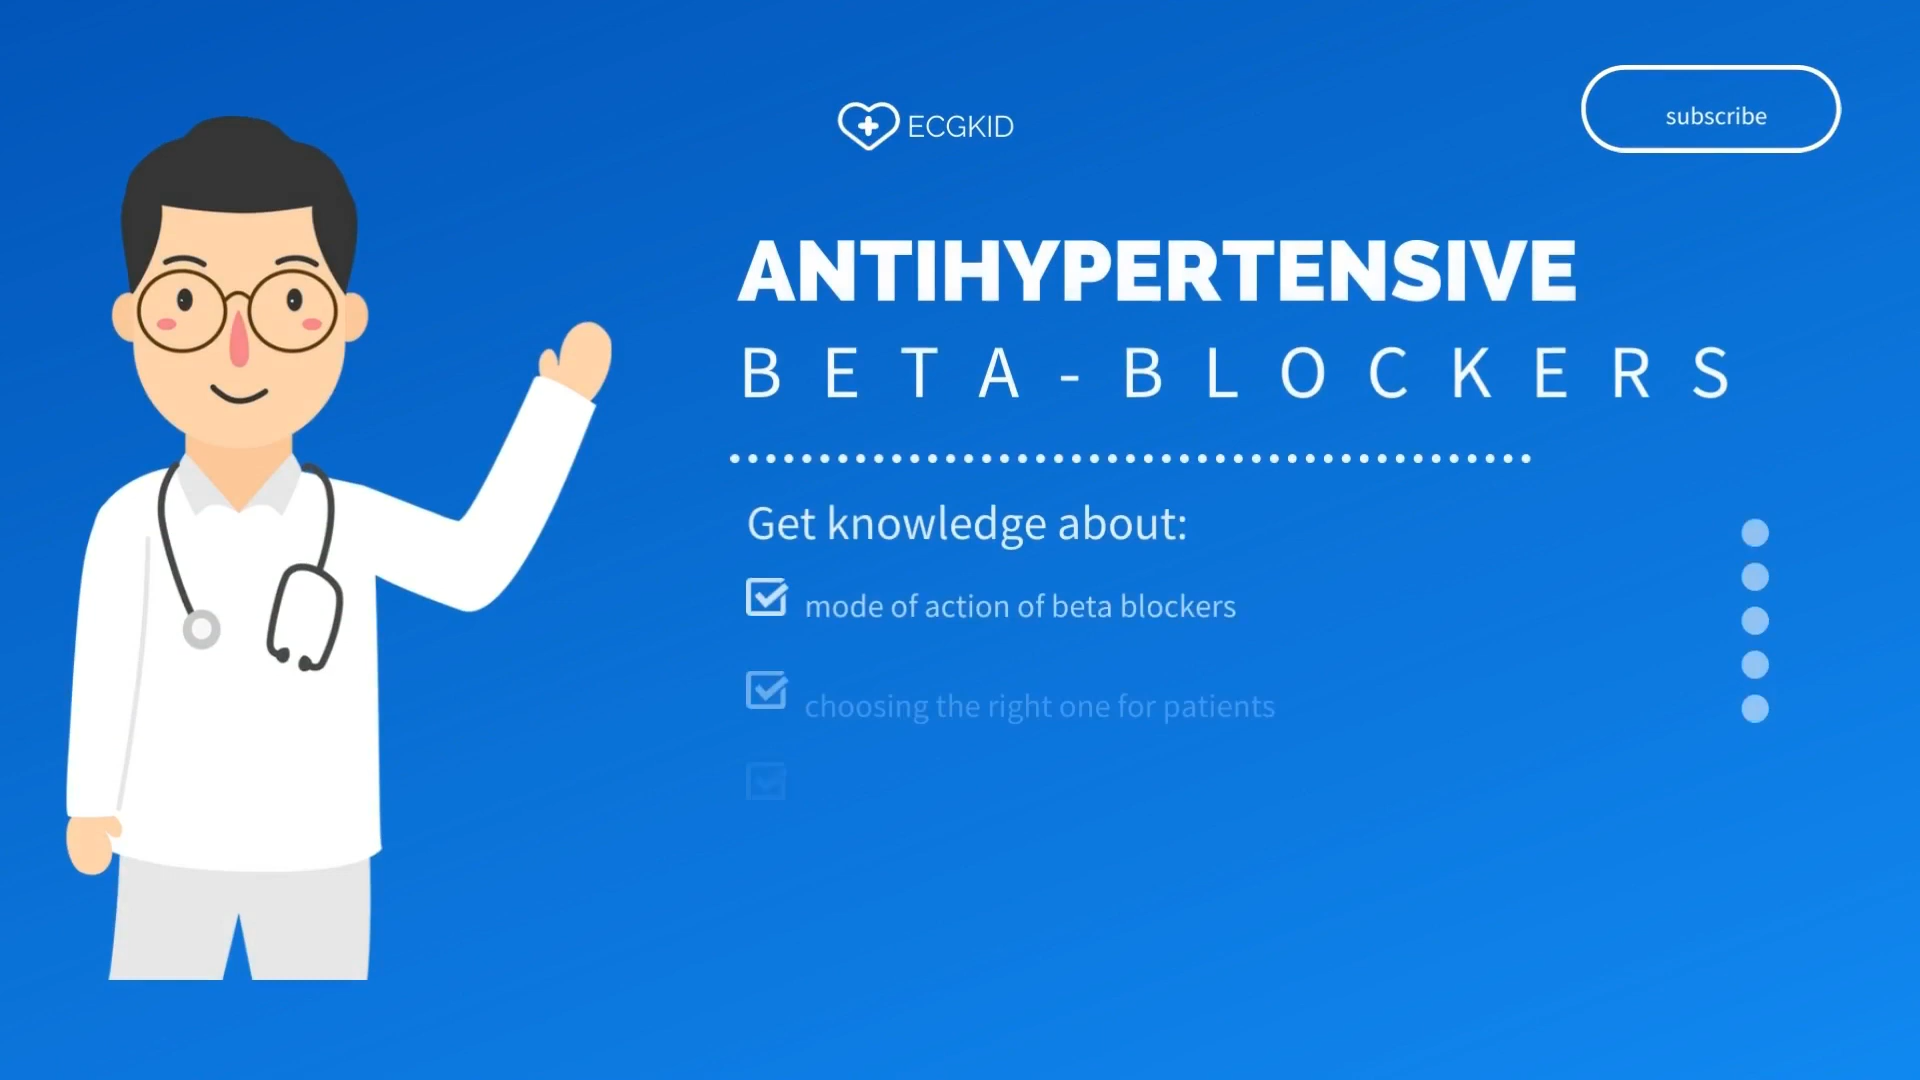 ECGKID
subscribe
ANTIHYPERTENSIVE
BETA-BLOCKERS
Get knowledge about:
mode of action of beta blockers
choosing the right one for patients